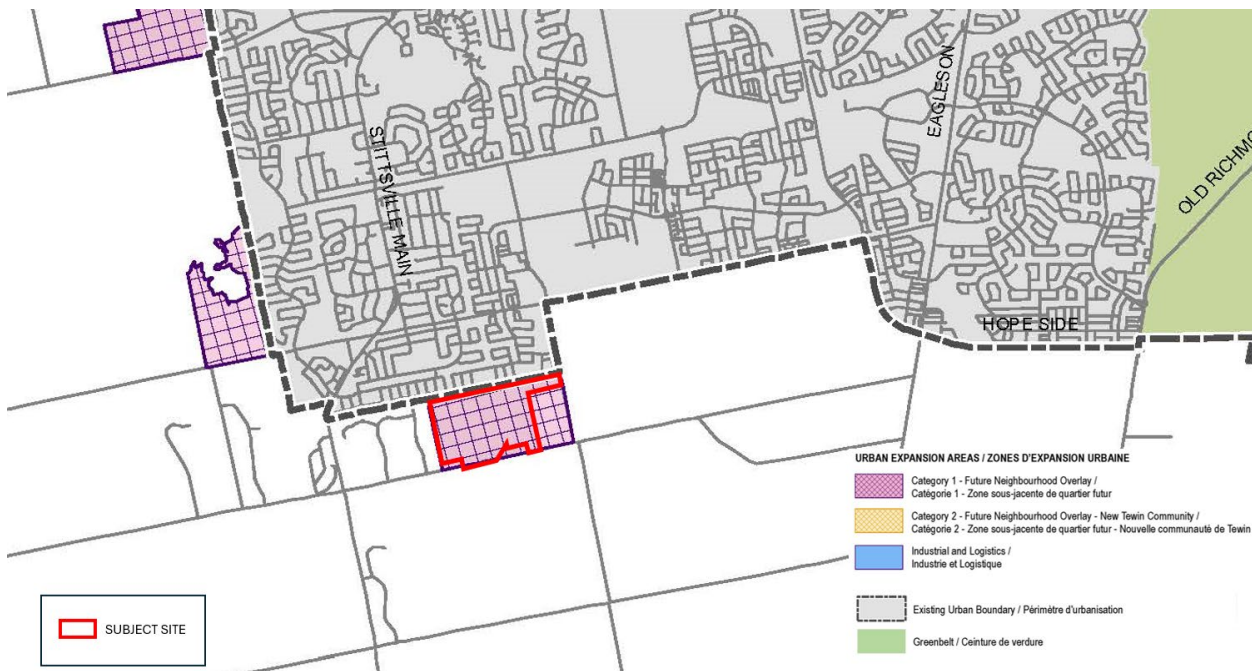 STITTSVILLE MAIN
EAGLESON
HOPE SIDE
URBAN EXPANSION AREAS / ZONES D'EXPANSION URBAINE
Category 1 - Future Neighbourhood Overlay /
Catégorie 1 - Zone sous-jacente de quartier futur
Category 2 - Future Neighbourhood Overlay - New Tewin Community /
Catégorie 2 - Zone sous-jacente de quartier futur - Nouvelle communauté de Tewin
Industrial and Logistics /
Industrie et Logistique
Existing Urban Boundary / Périmètre d'urbanisation
Greenbelt / Ceinture de verdure
SUBJECT SITE
OLD